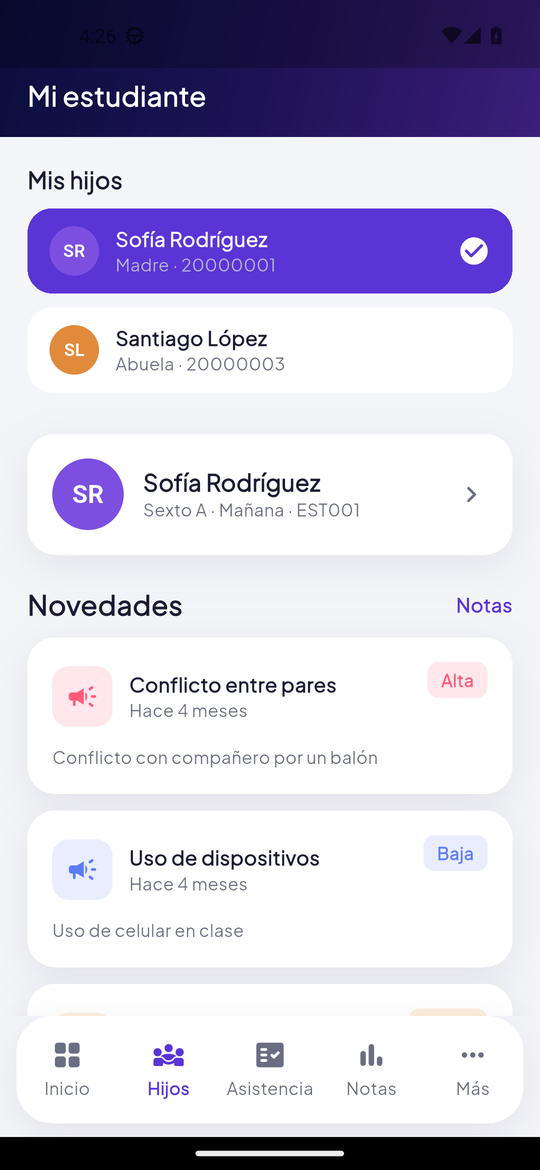 4:26
Mi estudiante
Mis hijos
SR
Sofía Rodríguez
Madre · 20000001
SL
Santiago López
Abuela · 20000003
SR
Sofía Rodríguez
Sexto A · Mañana · EST001
Novedades
Notas
Conflicto entre pares
Alta
Hace 4 meses
Conflicto con compañero por un balón
Uso de dispositivos
Baja
Hace 4 meses
Uso de celular en clase
Inicio
Hijos
Asistencia
Notas
Más